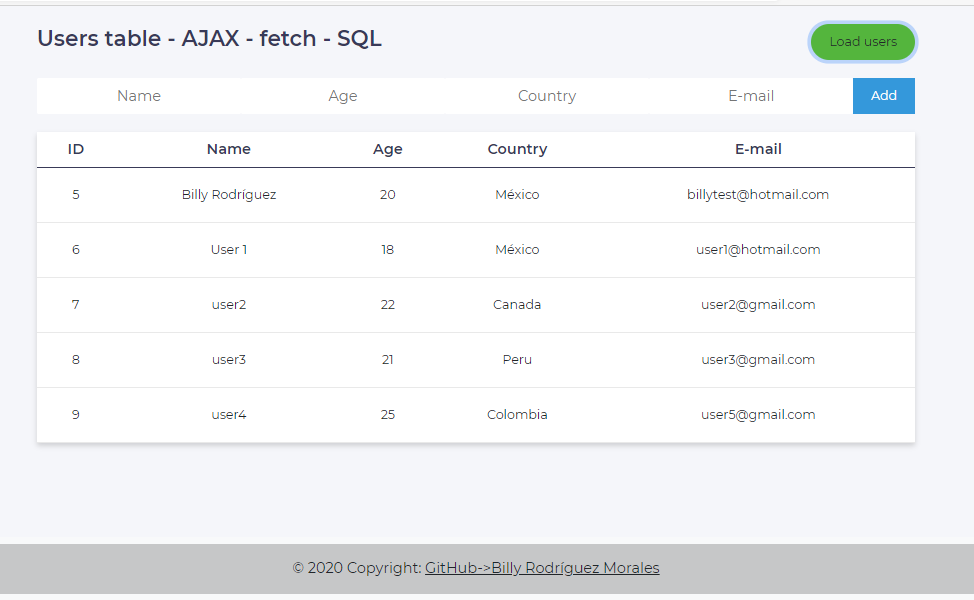 Users table - AJAX - fetch - SQL
Load users
Name Age Country E-mail Add
ID Name Age Country E-mail
5 Billy Rodríguez 20 México billytest@hotmail.com
6 User 1 18 México user1@hotmail.com
7 user2 22 Canada user2@gmail.com
8 user3 21 Peru user3@gmail.com
9 user4 25 Colombia user5@gmail.com
© 2020 Copyright: GitHub->Billy Rodríguez Morales